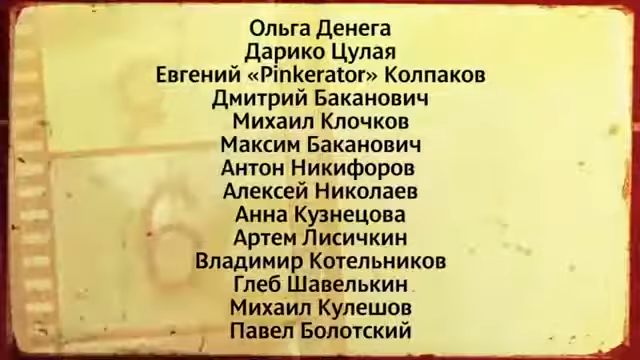 Ольга Денега
Дарико Цулая
Евгений «Pinkerator» Колпаков
Дмитрий Баканович
Михаил Клочков
Максим Баканович
Антон Никифоров
Алексей Николаев
Анна Кузнецова
Артем Лисичкин
Владимир Котельников
Глеб Шавелькин
Михаил Кулешов
Павел Болотский